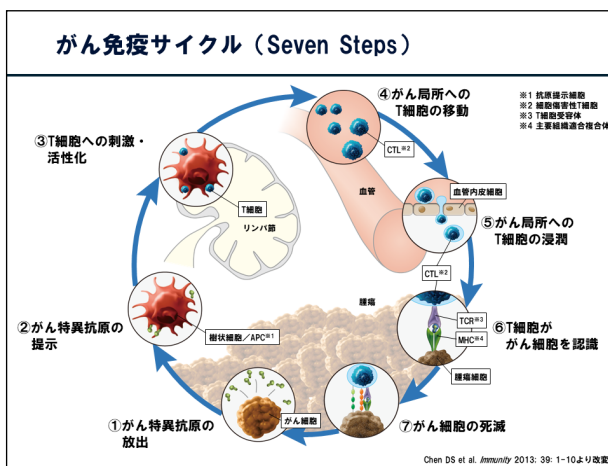 がん免疫サイクル（Seven Steps）
※1 抗原提示細胞
※2 細胞傷害性T細胞
※3 T細胞受容体
※4 主要組織適合複合体
④がん局所への
T細胞の移動
CTL※2
血管
③T細胞への刺激・
活性化
T細胞
リンパ節
血管内皮細胞
⑤がん局所への
T細胞の浸潤
CTL※2
②がん特異抗原の
提示
樹状細胞／APC※1
腫瘍
TCR※3
MHC※4
⑥T細胞が
がん細胞を認識
腫瘍細胞
①がん特異抗原の
放出
がん細胞
⑦がん細胞の死滅
Chen DS et al. Immunity 2013; 39: 1-10より改変